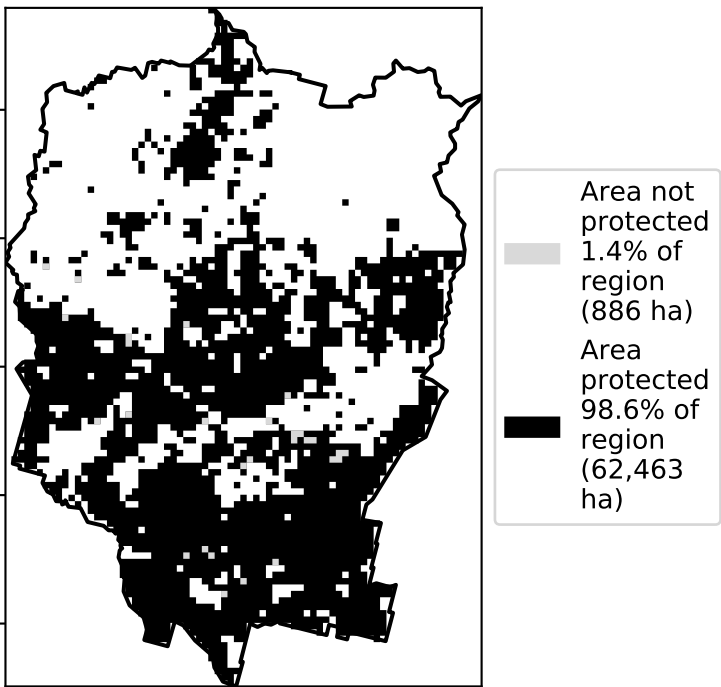 Area not
protected
1.4% of
region
(886 ha)
Area
protected
98.6% of
region
(62,463
ha)